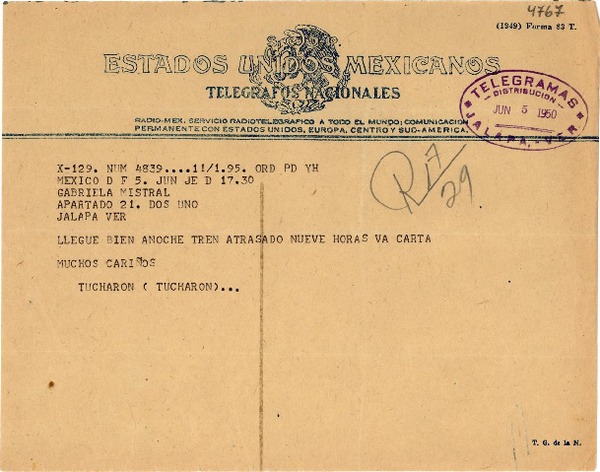 4767
(1949) Forma 83 T.
ESTADOS UNIDOS MEXICANOS
TELEGRAFOS NACIONALES
RADIO-MEX. SERVICIO RADIOTELEGRAFICO A TODO EL MUNDO; COMUNICACION
PERMANENTE CON ESTADOS UNIDOS, EUROPA, CENTRO Y SUD-AMERICA.
TELEGRAMAS
DISTRIBUCION
JUN 5 1950
JALAPA,-VER
X-129. NUM 4839....11/1.95. ORD PD YH
MEXICO D F 5. JUN JE D 17.30
GABRIELA MISTRAL
APARTADO 21. DOS UNO
JALAPA VER
LLEGUE BIEN ANOCHE TREN ATRASADO NUEVE HORAS VA CARTA
MUCHOS CARIÑOS
TUCHARON ( TUCHARON)...
29
T. G. de la N.